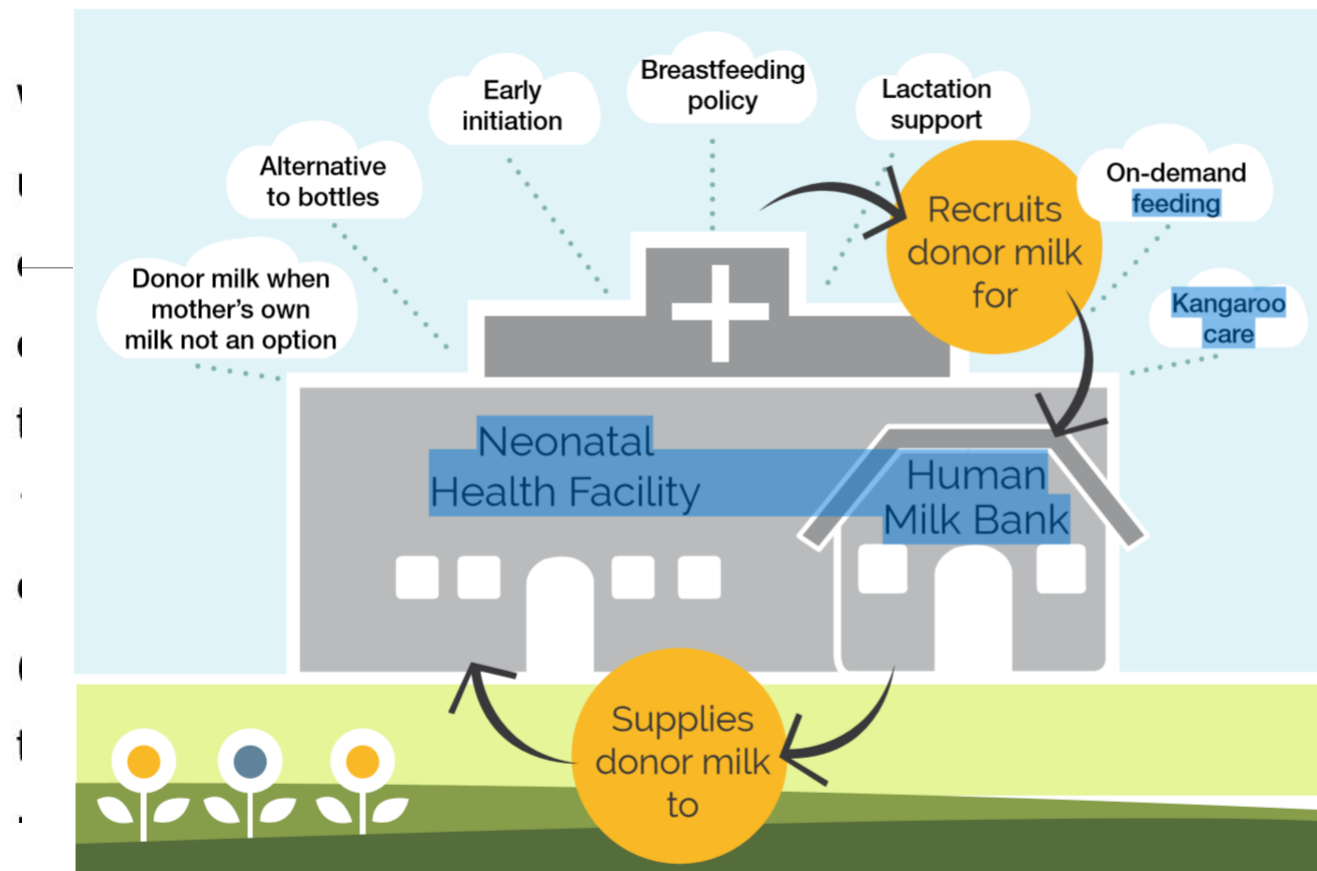 Breastfeeding
policy
Early
initiation
Lactation
support
Alternative
to bottles
On-demand
feeding
Donor milk when
mother's own
milk not an option
Kangaroo
care
Recruits
donor milk
for
Neonatal
Health Facility
Human
Milk Bank
Supplies
donor milk
to